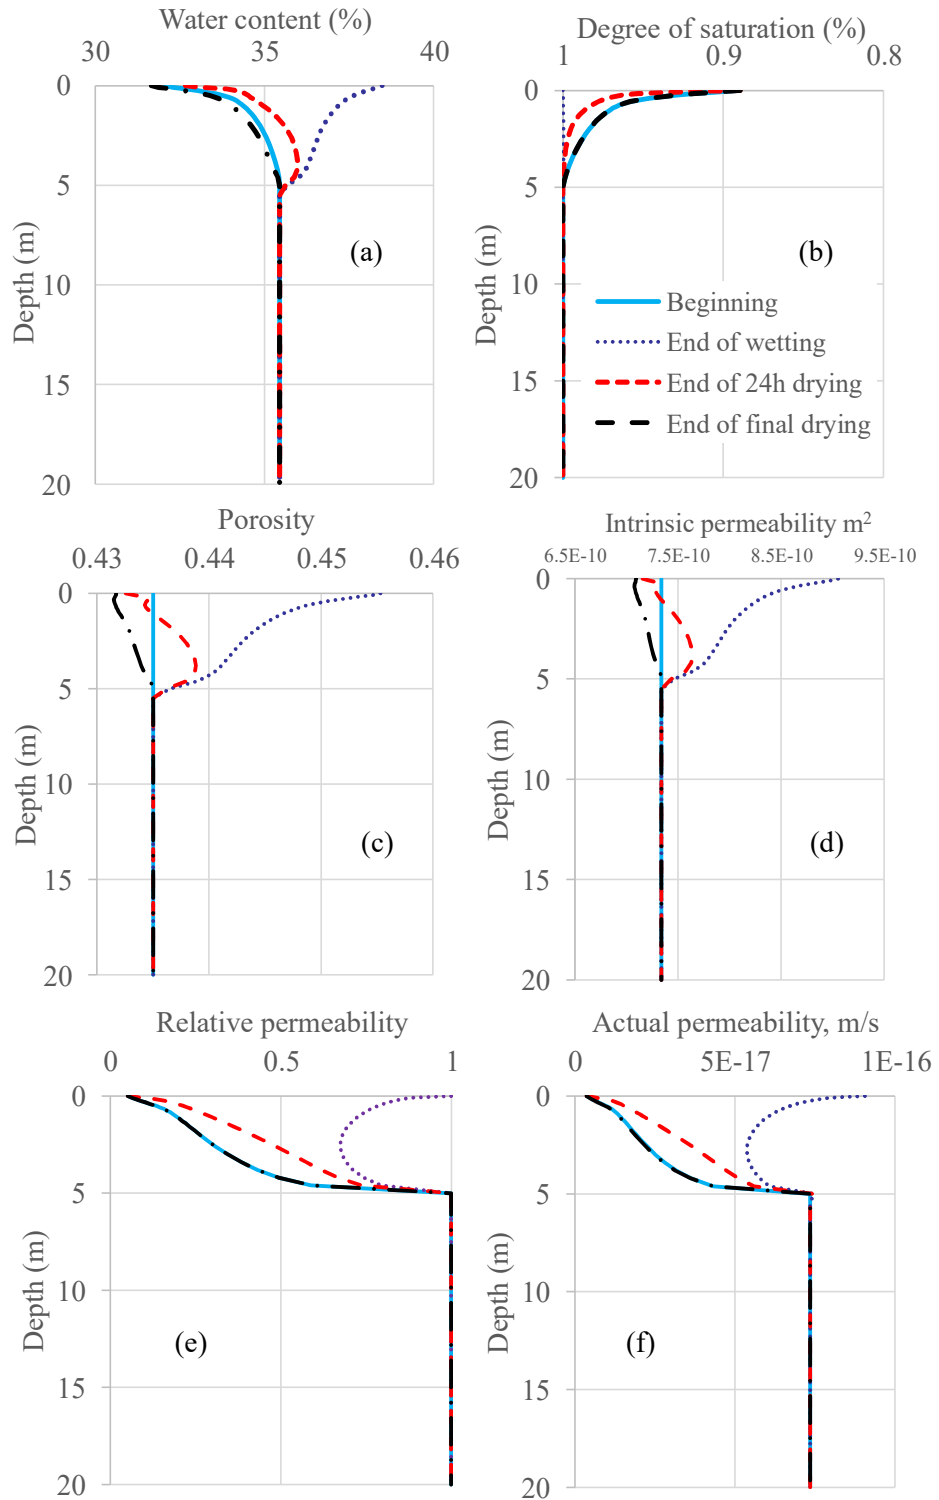 Water content (%)
30 35 40
0
5
10
15
20
Depth (m)
(a)
Degree of saturation (%)
1 0.9 0.8
0
5
10
15
20
Depth (m)
(b)
Beginning
End of wetting
End of 24h drying
End of final drying
Porosity
0.43 0.44 0.45 0.46
0
5
10
15
20
Depth (m)
(c)
Intrinsic permeability m²
6.5E-10 7.5E-10 8.5E-10 9.5E-10
0
5
10
15
20
Depth (m)
(d)
Relative permeability
0 0.5 1
0
5
10
15
20
Depth (m)
(e)
Actual permeability, m/s
0 5E-17 1E-16
0
5
10
15
20
Depth (m)
(f)